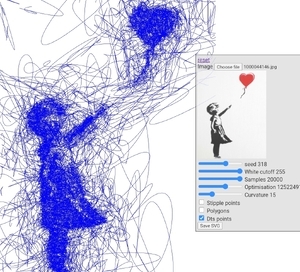 reset
Image Choose file 1000044146.jpg
seed 318
White cutoff 255
Samples 20000
Optimisation 1252249
Curvature 15
Stipple points
Polygons
Dts points
Save SVG